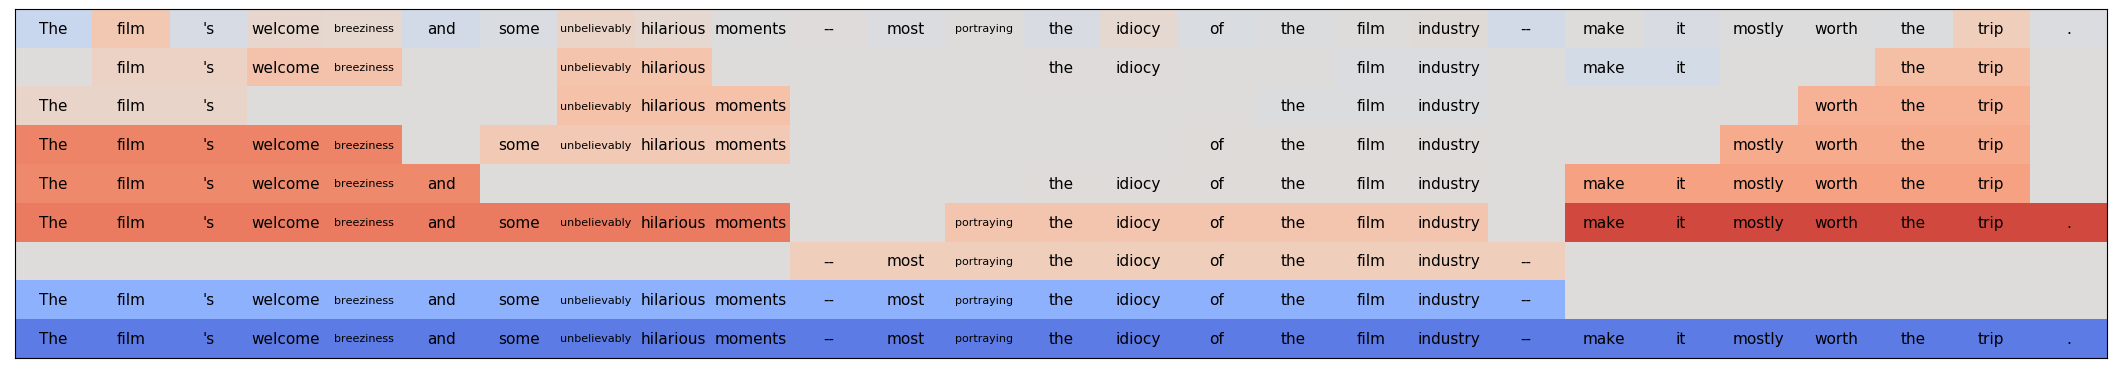 The film 's welcome breeziness and some unbelievably hilarious moments -- most portraying the idiocy of the film industry -- make it mostly worth the trip .
film 's welcome breeziness unbelievably hilarious the idiocy film industry make it the trip
The film 's unbelievably hilarious moments the film industry worth the trip
The film 's welcome breeziness some unbelievably hilarious moments of the film industry mostly worth the trip
The film 's welcome breeziness and the idiocy of the film industry make it mostly worth the trip
The film 's welcome breeziness and some unbelievably hilarious moments portraying the idiocy of the film industry make it mostly worth the trip .
-- most portraying the idiocy of the film industry --
The film 's welcome breeziness and some unbelievably hilarious moments -- most portraying the idiocy of the film industry --
The film 's welcome breeziness and some unbelievably hilarious moments -- most portraying the idiocy of the film industry -- make it mostly worth the trip .